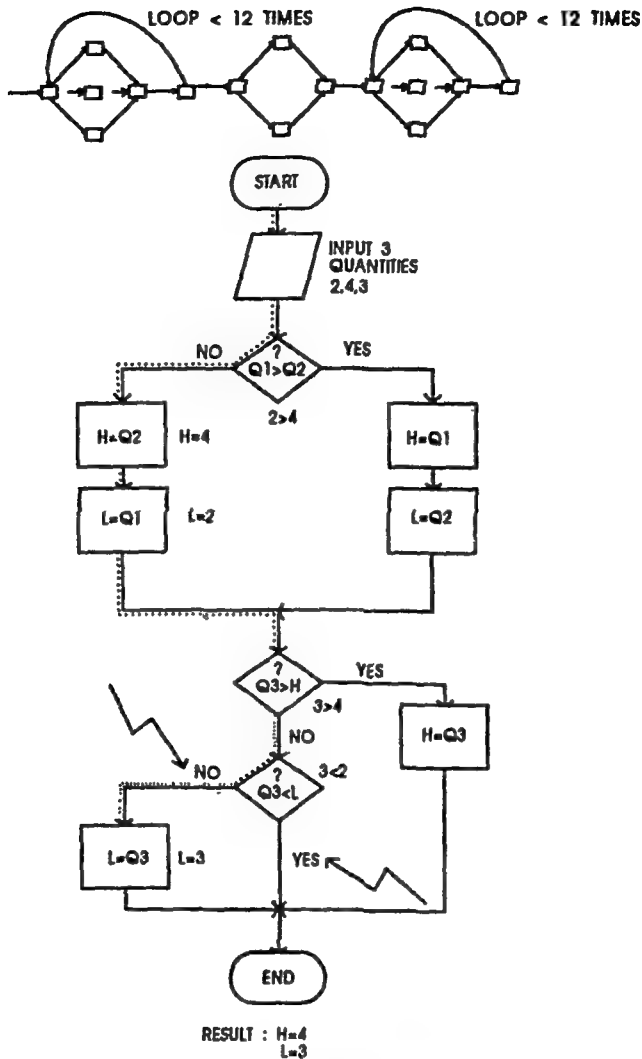 LOOP < 12 TIMES
LOOP < 12 TIMES
START
INPUT 3
QUANTITIES
2,4,3
NO
?
Q1>Q2
YES
2>4
H=Q2
H=4
H=Q1
L=Q1
L=2
L=Q2
?
Q3>H
YES
3>4
NO
H=Q3
NO
?
Q3<L
3<2
L=Q3
L=3
YES
END
RESULT : H=4
L=3